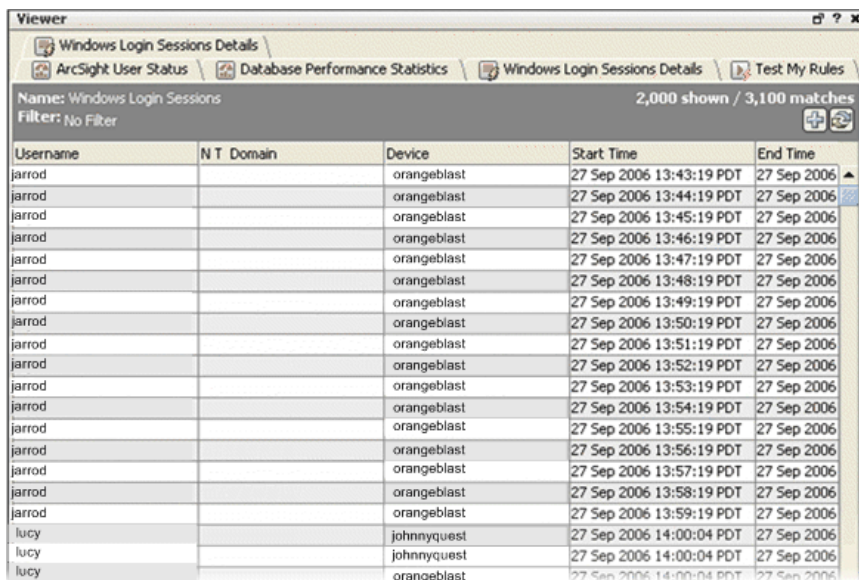 Viewer
Windows Login Sessions Details
ArcSight User Status Database Performance Statistics Windows Login Sessions Details Test My Rules
Name: Windows Login Sessions 2,000 shown / 3,100 matches
Filter: No Filter
Username N T Domain Device Start Time End Time
jarrod orangeblast 27 Sep 2006 13:43:19 PDT 27 Sep 2006
jarrod orangeblast 27 Sep 2006 13:44:19 PDT 27 Sep 2006
jarrod orangeblast 27 Sep 2006 13:45:19 PDT 27 Sep 2006
jarrod orangeblast 27 Sep 2006 13:46:19 PDT 27 Sep 2006
jarrod orangeblast 27 Sep 2006 13:47:19 PDT 27 Sep 2006
jarrod orangeblast 27 Sep 2006 13:48:19 PDT 27 Sep 2006
jarrod orangeblast 27 Sep 2006 13:49:19 PDT 27 Sep 2006
jarrod orangeblast 27 Sep 2006 13:50:19 PDT 27 Sep 2006
jarrod orangeblast 27 Sep 2006 13:51:19 PDT 27 Sep 2006
jarrod orangeblast 27 Sep 2006 13:52:19 PDT 27 Sep 2006
jarrod orangeblast 27 Sep 2006 13:53:19 PDT 27 Sep 2006
jarrod orangeblast 27 Sep 2006 13:54:19 PDT 27 Sep 2006
jarrod orangeblast 27 Sep 2006 13:55:19 PDT 27 Sep 2006
jarrod orangeblast 27 Sep 2006 13:56:19 PDT 27 Sep 2006
jarrod orangeblast 27 Sep 2006 13:57:19 PDT 27 Sep 2006
jarrod orangeblast 27 Sep 2006 13:58:19 PDT 27 Sep 2006
jarrod orangeblast 27 Sep 2006 13:59:19 PDT 27 Sep 2006
lucy johnnyquest 27 Sep 2006 14:00:04 PDT 27 Sep 2006
lucy johnnyquest 27 Sep 2006 14:00:04 PDT 27 Sep 2006
lucy orangeblast 27 Sep 2006 14:00:04 PDT 27 Sep 2006